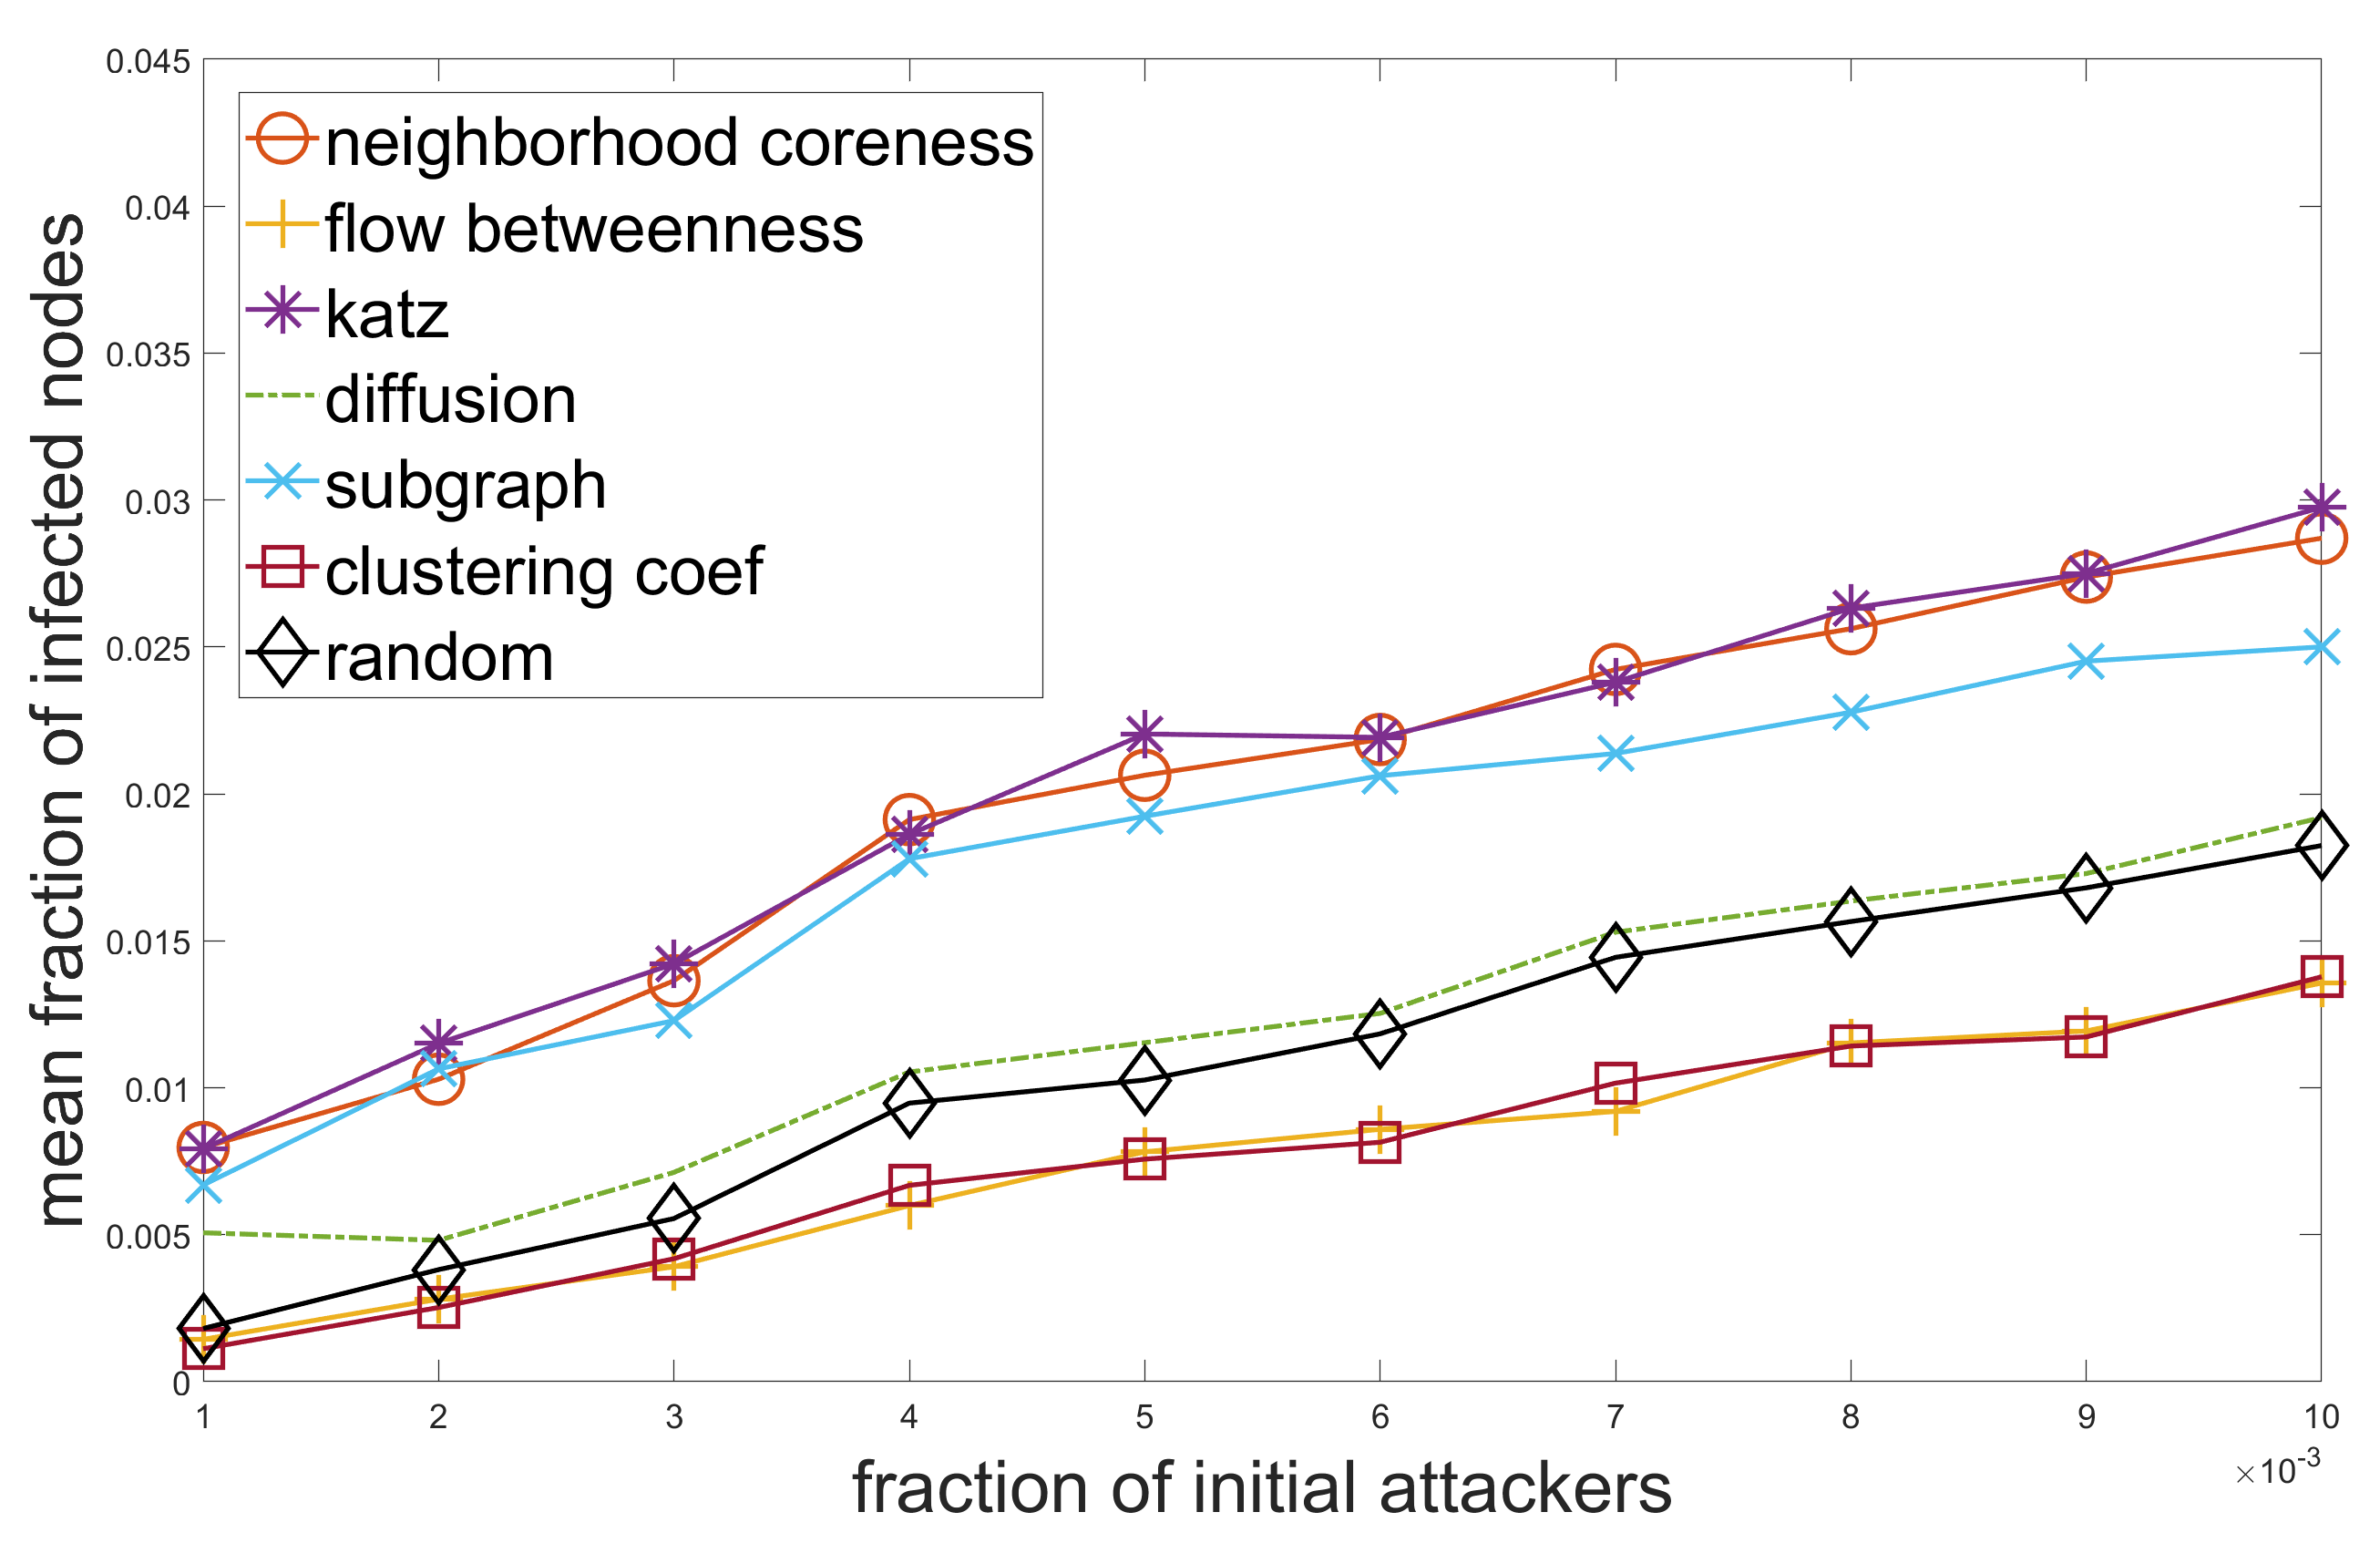 0.045
0.04
0.035
0.03
0.025
0.02
0.015
0.01
0.005
0
mean fraction of infected nodes
neighborhood coreness
flow betweenness
katz
diffusion
subgraph
clustering coef
random
1 2 3 4 5 6 7 8 9 10
×10-3
fraction of initial attackers